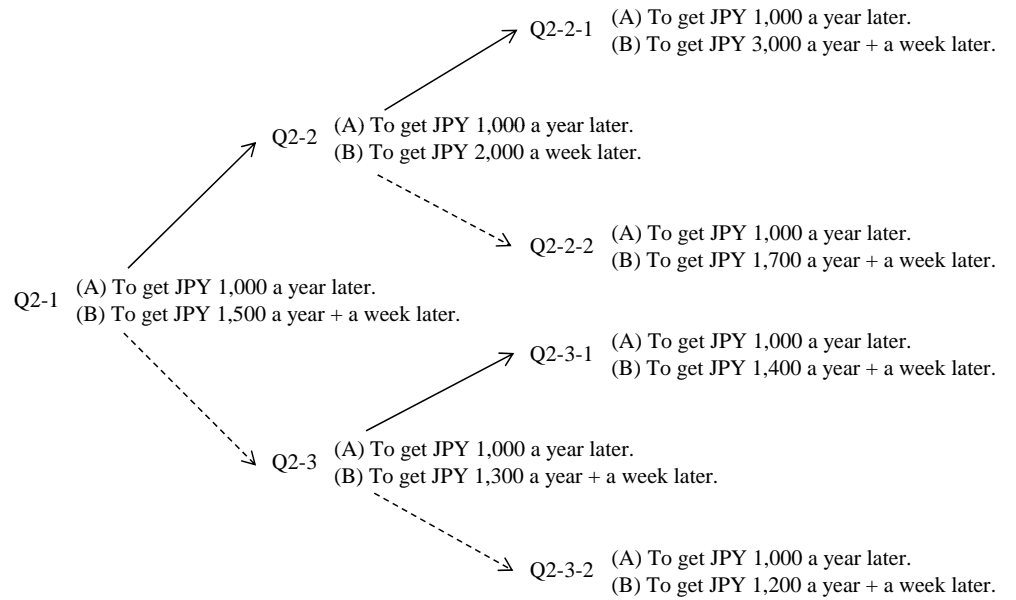 Q2-2-1
(A) To get JPY 1,000 a year later.
(B) To get JPY 3,000 a year + a week later.
Q2-2
(A) To get JPY 1,000 a year later.
(B) To get JPY 2,000 a week later.
Q2-2-2
(A) To get JPY 1,000 a year later.
(B) To get JPY 1,700 a year + a week later.
Q2-1
(A) To get JPY 1,000 a year later.
(B) To get JPY 1,500 a year + a week later.
Q2-3-1
(A) To get JPY 1,000 a year later.
(B) To get JPY 1,400 a year + a week later.
Q2-3
(A) To get JPY 1,000 a year later.
(B) To get JPY 1,300 a year + a week later.
Q2-3-2
(A) To get JPY 1,000 a year later.
(B) To get JPY 1,200 a year + a week later.